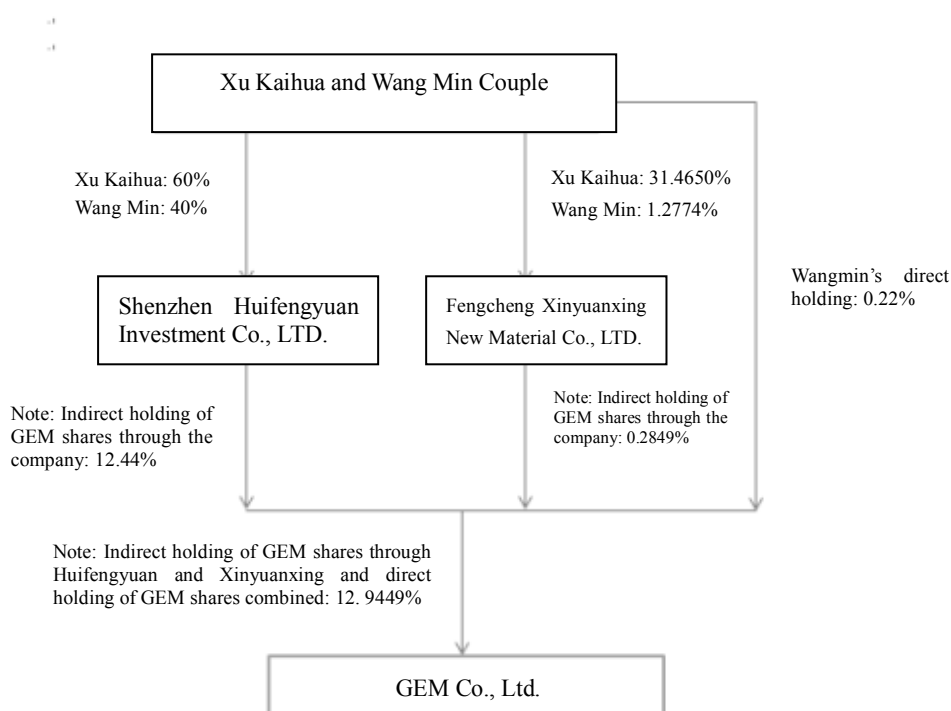 Xu Kaihua and Wang Min Couple
Xu Kaihua: 60%
Wang Min: 40%
Xu Kaihua: 31.4650%
Wang Min: 1.2774%
Wangmin’s direct
holding: 0.22%
Shenzhen Huifengyuan
Investment Co., LTD.
Fengcheng Xinyuanxing
New Material Co., LTD.
Note: Indirect holding of
GEM shares through the
company: 12.44%
Note: Indirect holding of
GEM shares through the
company: 0.2849%
Note: Indirect holding of GEM shares through
Huifengyuan and Xinyuanxing and direct
holding of GEM shares combined: 12. 9449%
GEM Co., Ltd.